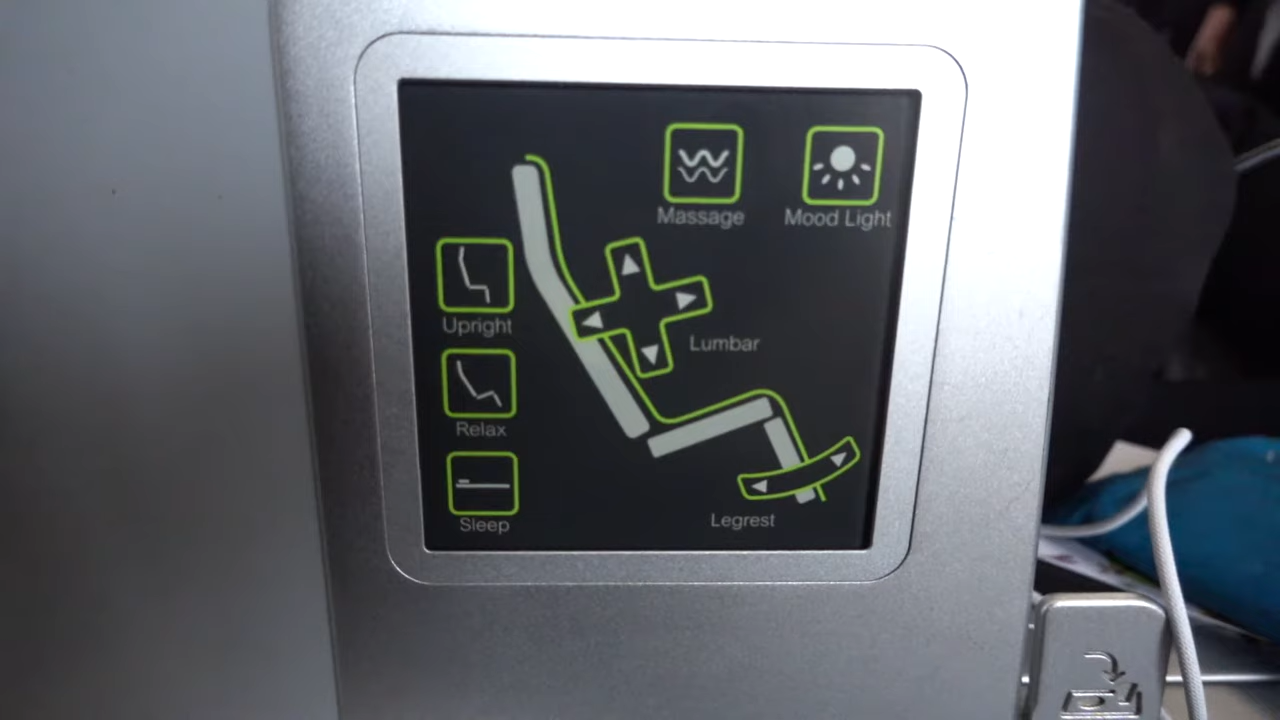 Massage
Mood Light
Upright
Lumbar
Relax
Sleep
Legrest